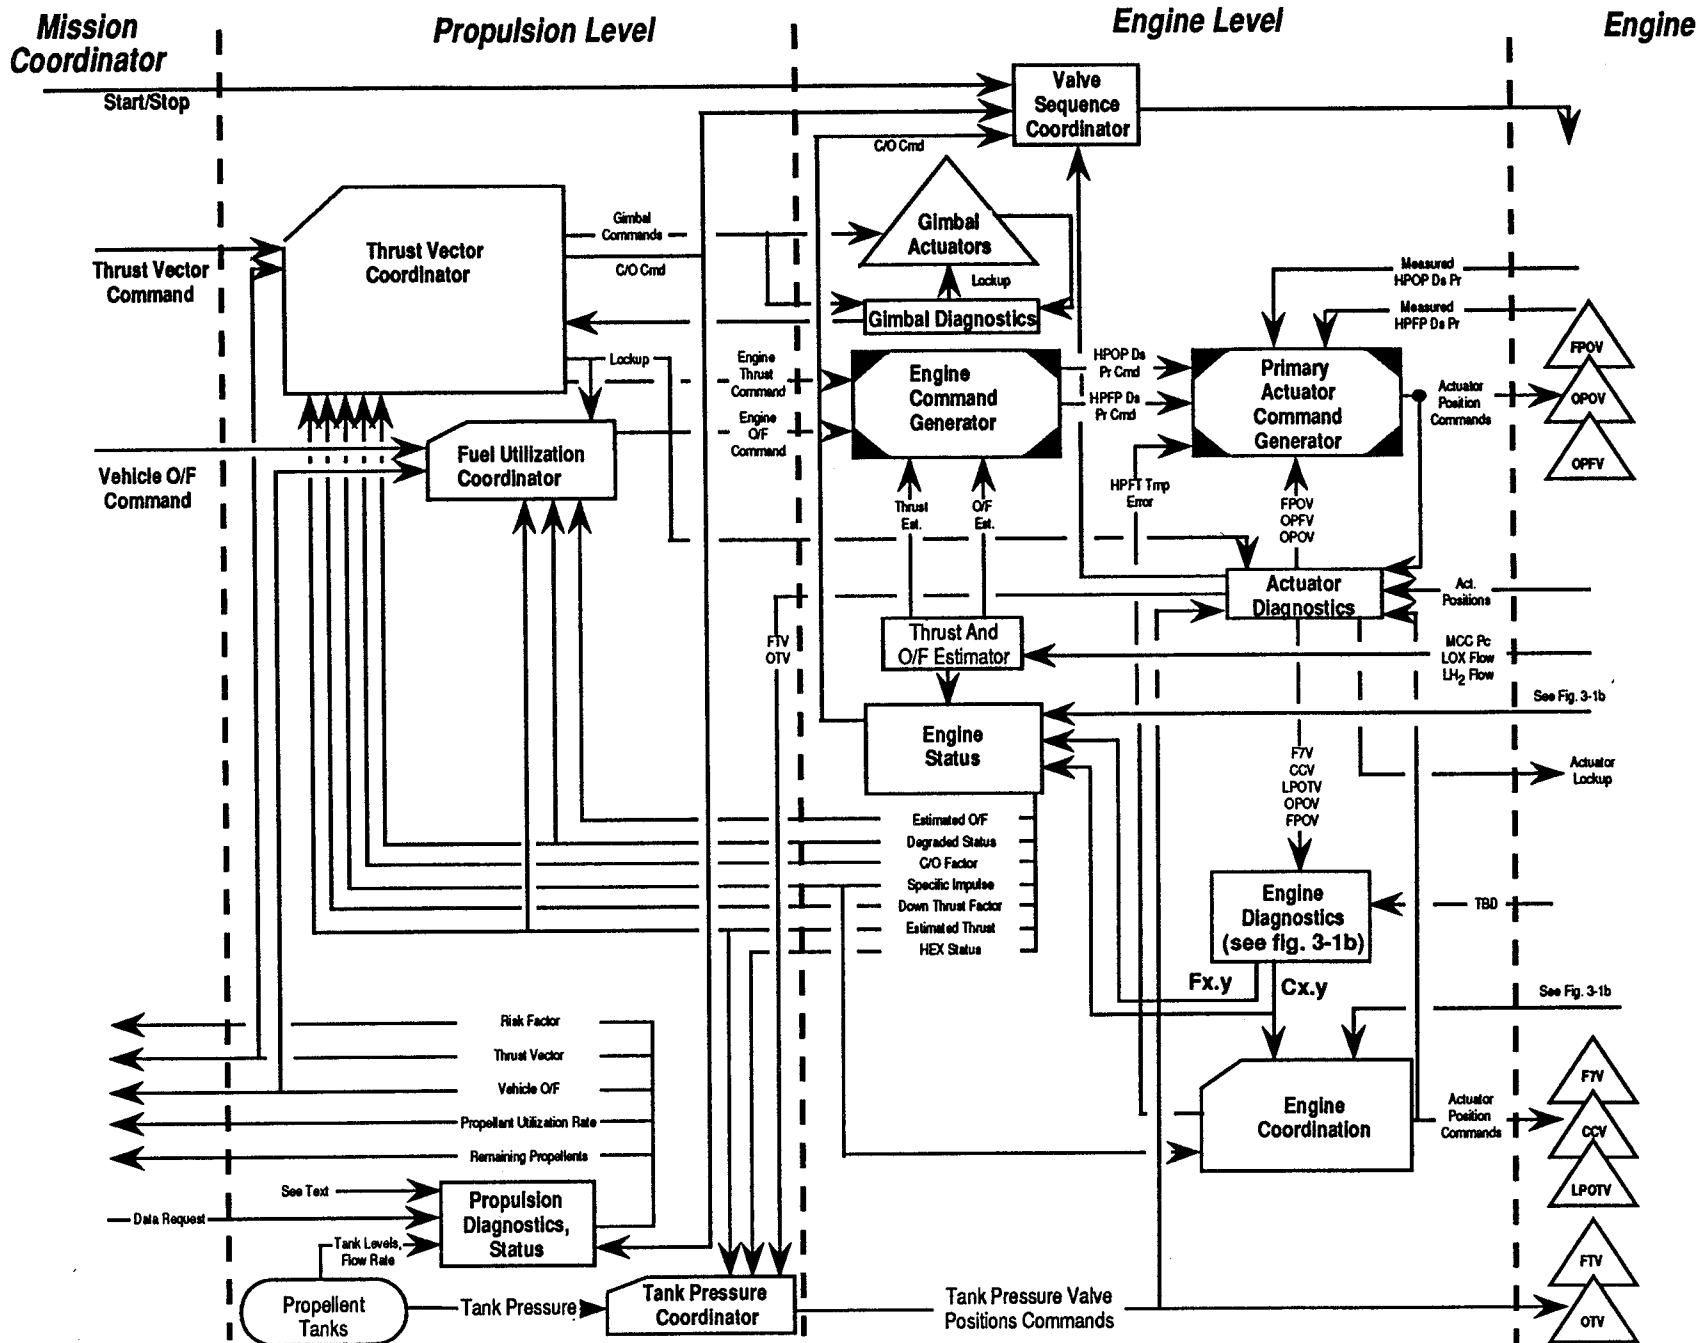 Mission
Coordinator
Propulsion Level
Engine Level
Engine
Start/Stop
Valve
Sequence
Coordinator
C/O Cmd
Thrust Vector
Coordinator
Gimbal
Commands
C/O Cmd
Gimbal
Actuators
Lockup
Gimbal Diagnostics
Thrust Vector
Command
Measured
HPOP Ds Pr
Measured
HPFP Ds Pr
FPOV
OPOV
OPFV
Lockup
Engine
Thrust
Command
Engine
O/F
Command
Engine
Command
Generator
HPOP Ds
Pr Cmd
HPFP Ds
Pr Cmd
Primary
Actuator
Command
Generator
Actuator
Position
Commands
Vehicle O/F
Command
Fuel Utilization
Coordinator
HPFT Tmp
Error
Thrust
Est.
O/F
Est.
FPOV
OPFV
OPOV
Actuator
Diagnostics
Act.
Positions
FTV
OTV
Thrust And
O/F Estimator
MCC Pc
LOX Flow
LH2 Flow
See Fig. 3-1b
Engine
Status
F7V
CCV
LPOTV
OPOV
FPOV
Actuator
Lockup
Estimated O/F
Degraded Status
C/O Factor
Specific Impulse
Down Thrust Factor
Estimated Thrust
HEX Status
Engine
Diagnostics
(see fig. 3-1b)
TBD
Fx.y
Cx.y
See Fig. 3-1b
Risk Factor
Thrust Vector
Vehicle O/F
Propellant Utilization Rate
Remaining Propellents
Engine
Coordination
Actuator
Position
Commands
F7V
CCV
LPOTV
See Text
Data Request
Propulsion
Diagnostics,
Status
Tank Levels,
Flow Rate
Propellent
Tanks
Tank Pressure
Tank Pressure
Coordinator
Tank Pressure Valve
Positions Commands
FTV
OTV